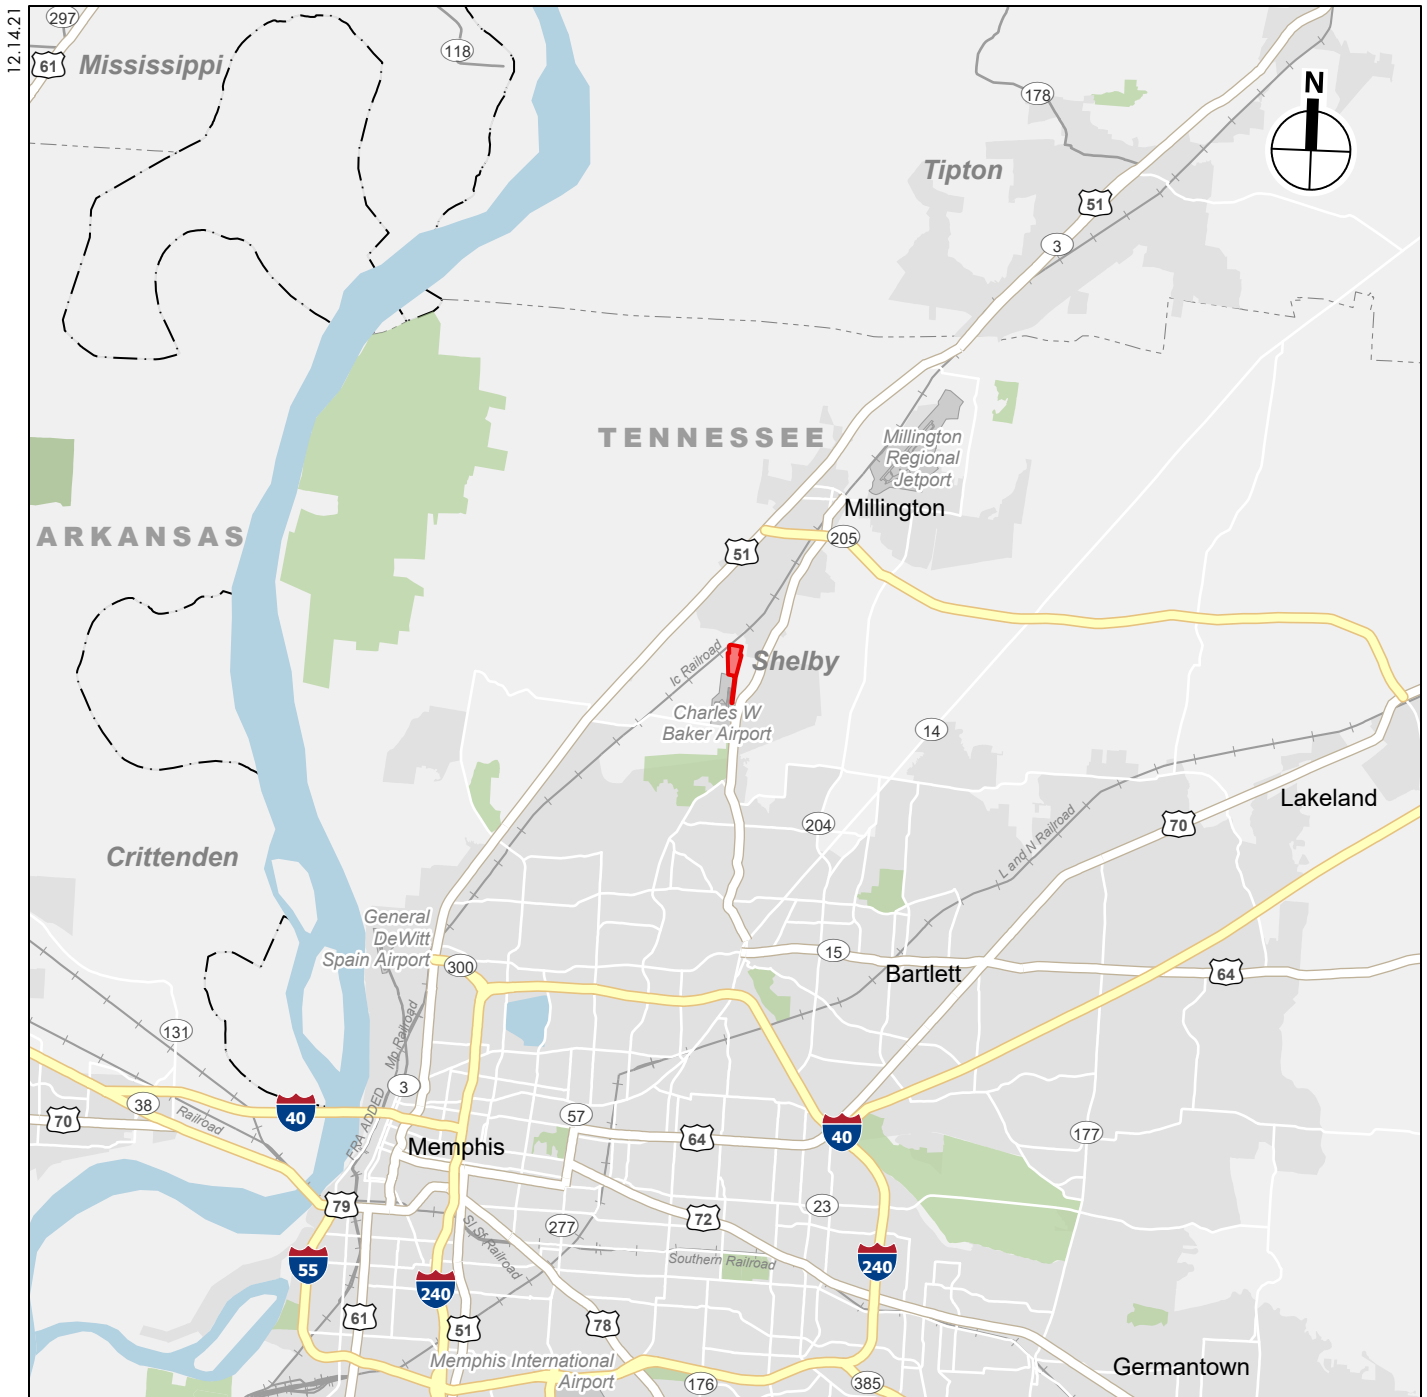 12.14.21
297
61
Mississippi
118
178
N
Tipton
51
3
TENNESSEE
Millington
Regional
Jetport
Millington
ARKANSAS
51
205
Ic Railroad
Shelby
Charles W
Baker Airport
14
Lakeland
204
70
L and N Railroad
Crittenden
General
DeWitt
Spain Airport
300
15
Bartlett
64
131
Mp Railroad
3
38
40
70
Railroad
FRA ADDED
57
64
40
177
Memphis
79
23
72
277
Sl Sf Railroad
Southern Railroad
55
240
240
61
51
78
Memphis International
Airport
176
385
Germantown